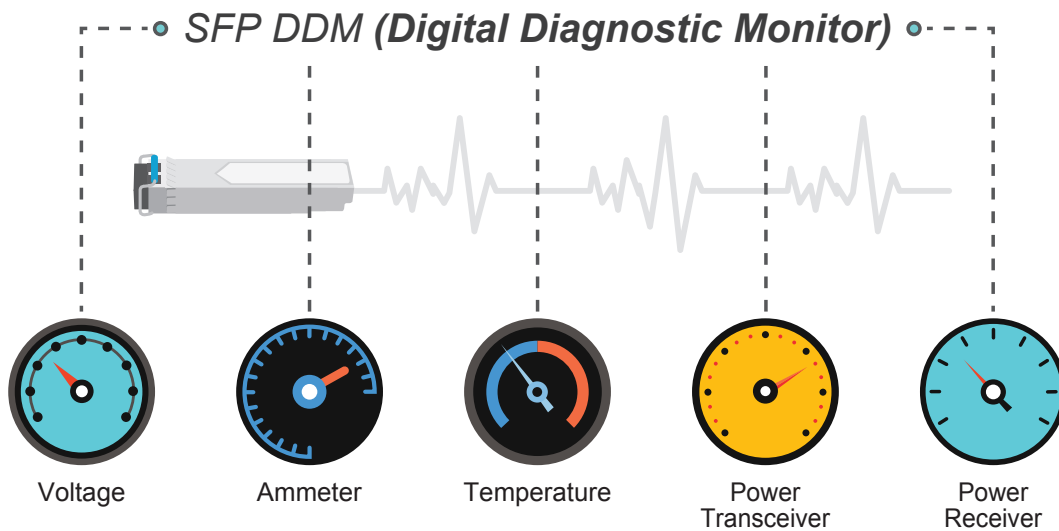 SFP DDM (Digital Diagnostic Monitor)
Voltage
Ammeter
Temperature
Power
Transceiver
Power
Receiver